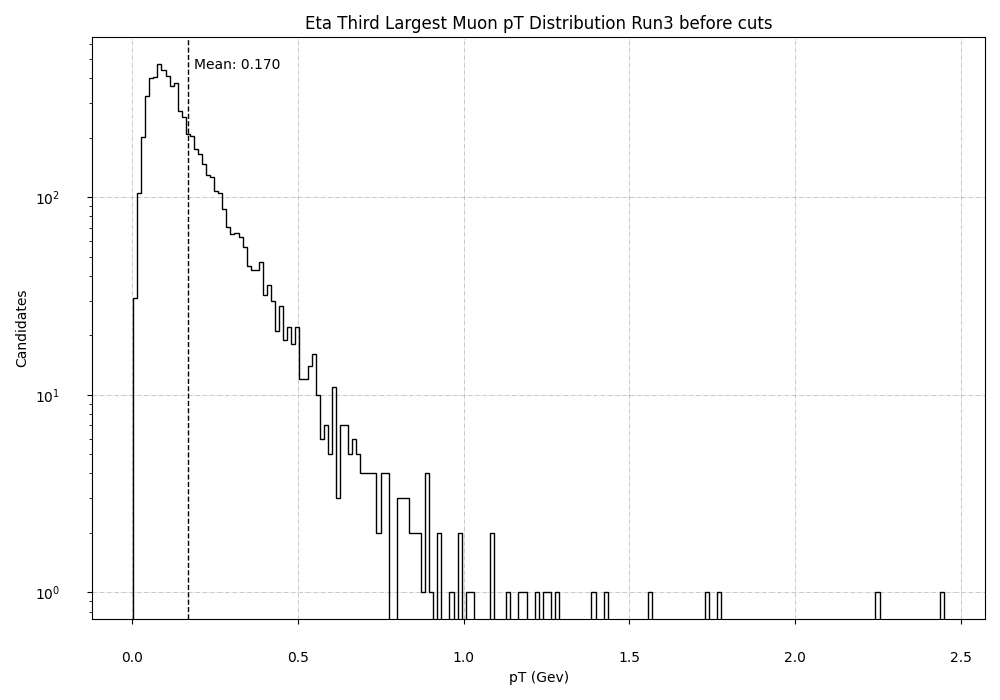 Eta Third Largest Muon pT Distribution Run3 before cuts
Mean: 0.170
Candidates
10²
10¹
10⁰
0.0 0.5 1.0 1.5 2.0 2.5
pT (Gev)